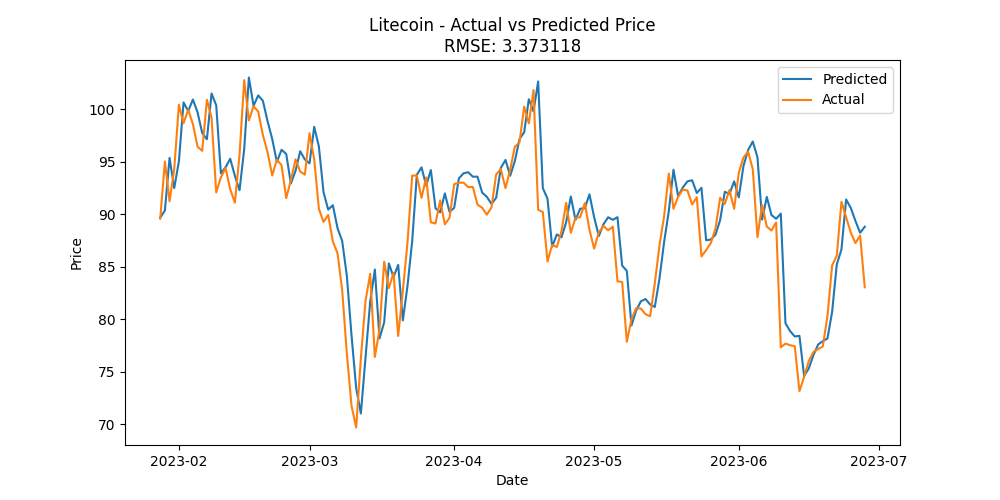 Litecoin - Actual vs Predicted Price
RMSE: 3.373118
Predicted
Actual
100
95
90
85
80
75
70
Price
2023-02
2023-03
2023-04
2023-05
2023-06
2023-07
Date